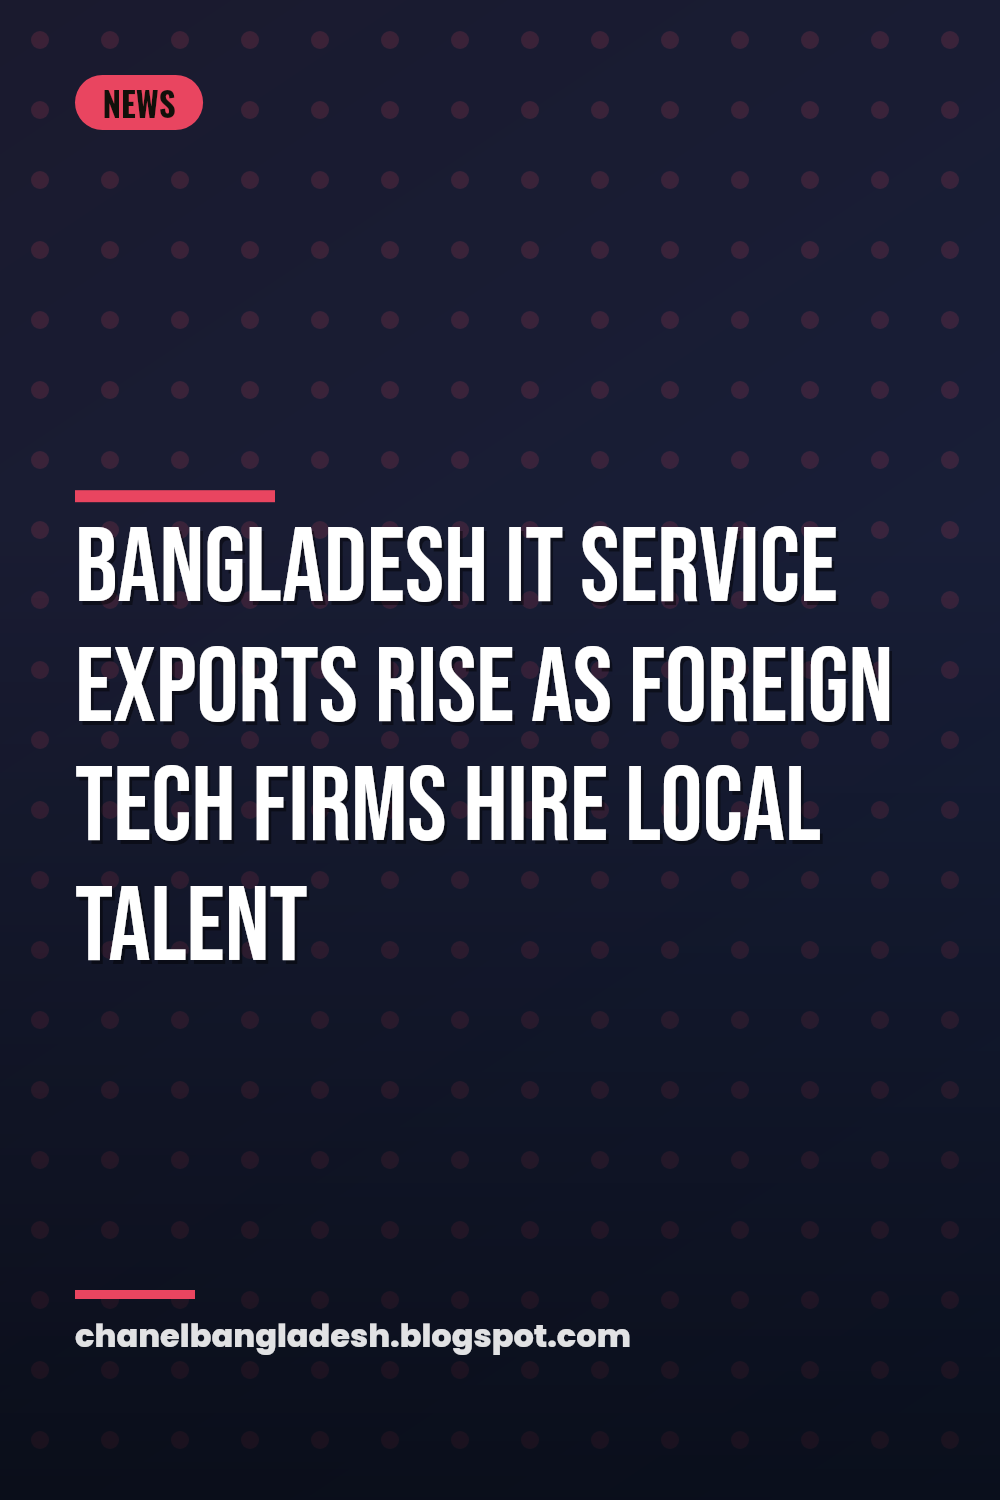 NEWS
BANGLADESH IT SERVICE
EXPORTS RISE AS FOREIGN
TECH FIRMS HIRE LOCAL
TALENT
chanelbangladesh.blogspot.com